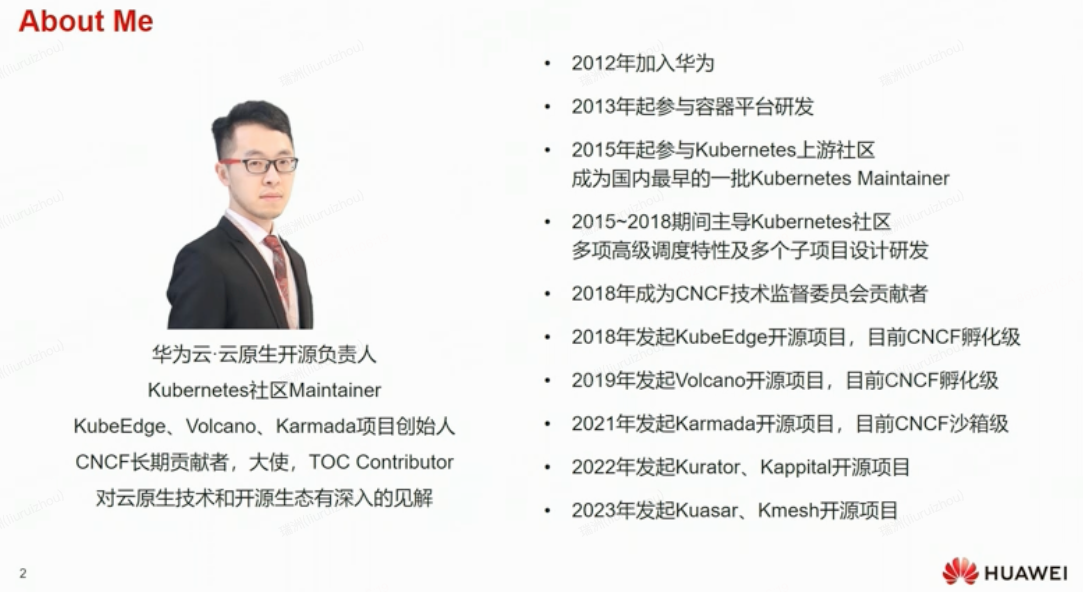 About Me
华为云·云原生开源负责人
Kubernetes社区Maintainer
KubeEdge、Volcano、Karmada项目创始人
CNCF长期贡献者，大使，TOC Contributor
对云原生技术和开源生态有深入的见解
• 2012年加入华为
• 2013年起参与容器平台研发
• 2015年起参与Kubernetes上游社区
成为国内最早的一批Kubernetes Maintainer
• 2015~2018期间主导Kubernetes社区
多项高级调度特性及多个子项目设计研发
• 2018年成为CNCF技术监督委员会贡献者
• 2018年发起KubeEdge开源项目，目前CNCF孵化级
• 2019年发起Volcano开源项目，目前CNCF孵化级
• 2021年发起Karmada开源项目，目前CNCF沙箱级
• 2022年发起Kurator、Kappital开源项目
• 2023年发起Kuasar、Kmesh开源项目
2
HUAWEI